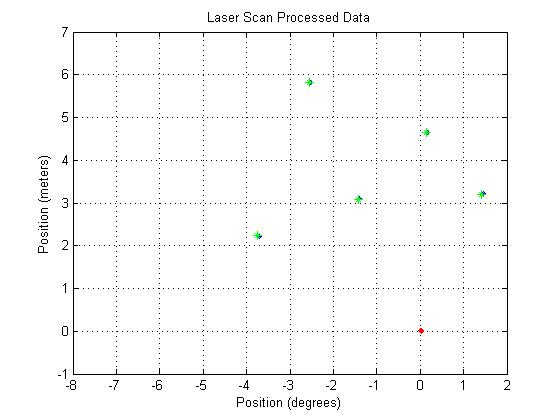 Laser Scan Processed Data
7
6
5
4
3
2
1
0
-1
Position (meters)
-8 -7 -6 -5 -4 -3 -2 -1 0 1 2
Position (degrees)